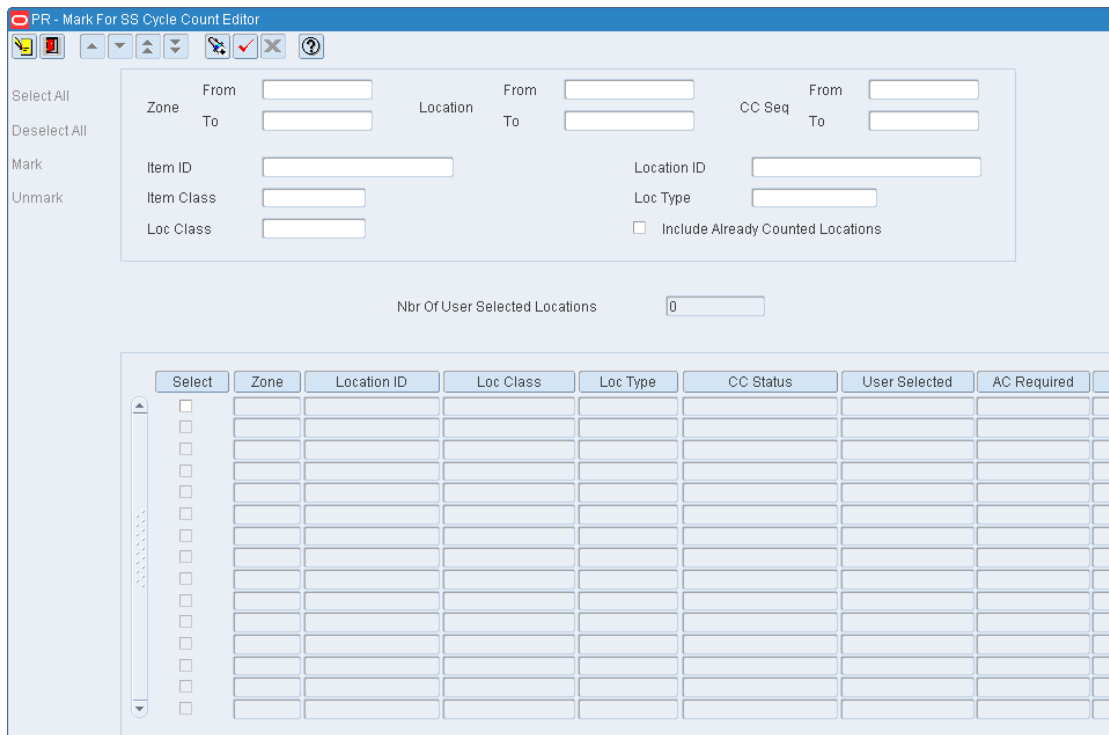 PR - Mark For SS Cycle Count Editor
Select All
Deselect All
Mark
Unmark
Zone From To
Location From To
CC Seq From To
Item ID
Location ID
Item Class
Loc Type
Loc Class
Include Already Counted Locations
Nbr Of User Selected Locations 0
Select Zone Location ID Loc Class Loc Type CC Status User Selected AC Required